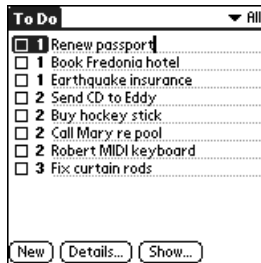 To Do All
1 Renew passport
1 Book Fredonia hotel
1 Earthquake insurance
2 Send CD to Eddy
2 Buy hockey stick
2 Call Mary re pool
2 Robert MIDI keyboard
3 Fix curtain rods
New Details... Show...